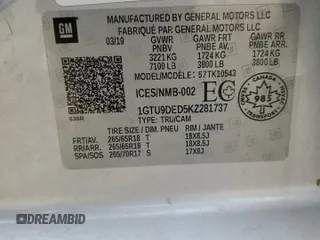 GM
MANUFACTURED BY GENERAL MOTORS LLC
FABRIQUÉ PAR GENERAL MOTORS LLC
03/19 GVWR GAWR FRT GAWR RR
PNBV PNBE AV PNBE AR
3221 KG 1724 KG 1724 KG
7100 LB 3800 LB 3800 LB
MODEL/MODÈLE: 57TK10543
ICES/NMB-002 EC
CANADA
985
1GTU9DED5KZ281737
TYPE: TRU/CAM
TIRE SIZE / DIM. PNEU RIM / JANTE
FRT/AV. 265/65R18 T 18X8.5J
RR/ARR. 265/65R18 T 18X8.5J
SPA/SOS 265/70R17 S 17X8J